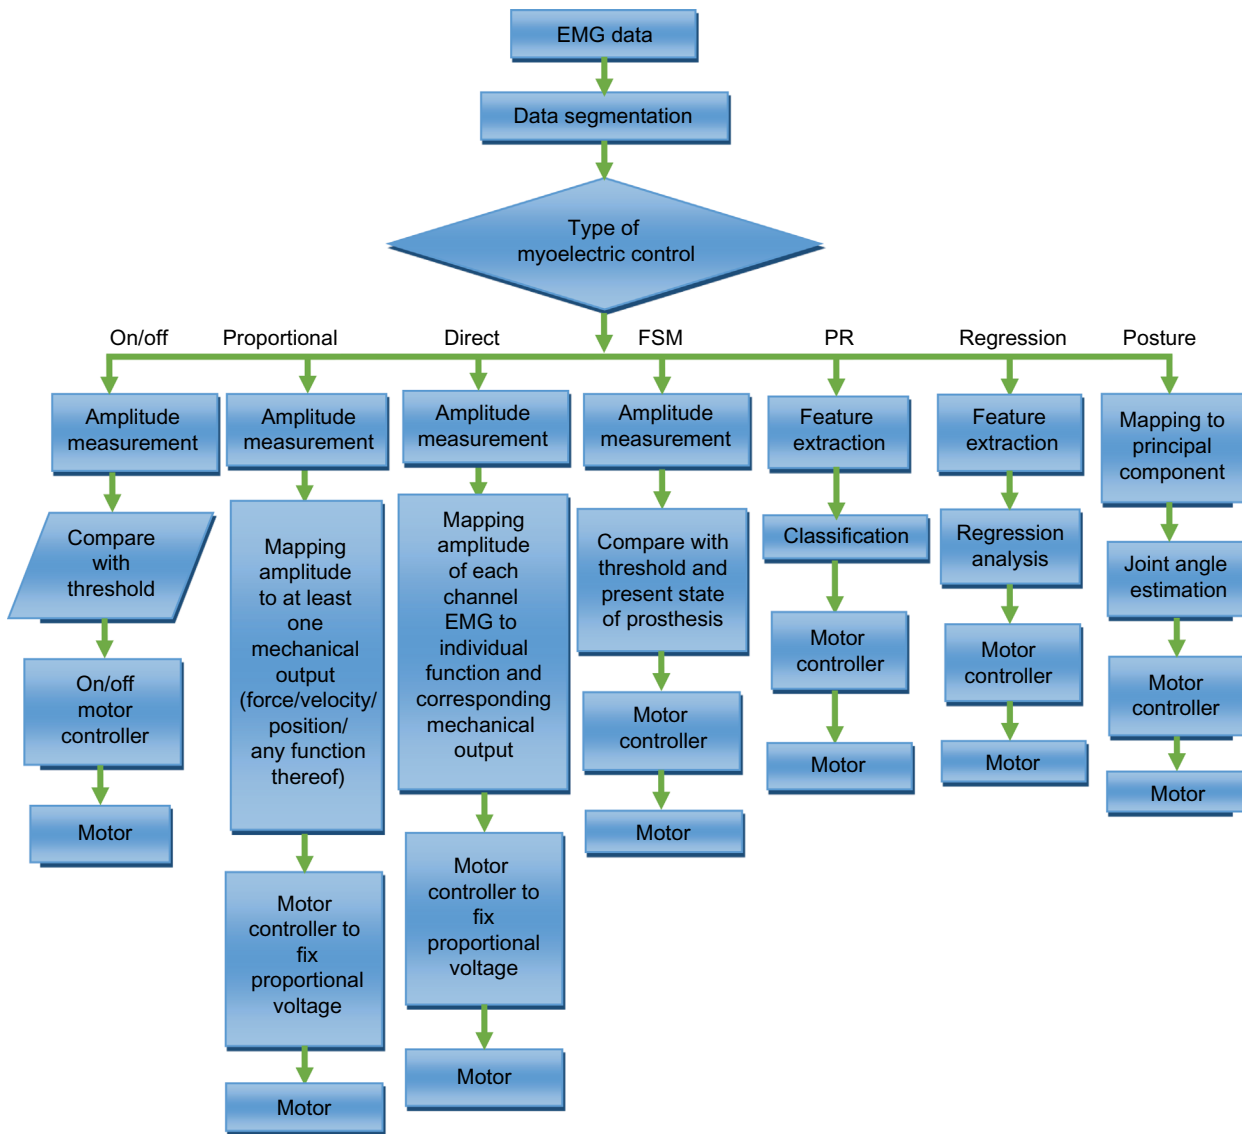 EMG data
Data segmentation
Type of
myoelectric control
On/off
Proportional
Direct
FSM
PR
Regression
Posture
Amplitude
measurement
Compare
with
threshold
On/off
motor
controller
Motor
Amplitude
measurement
Mapping
amplitude
to at least
one
mechanical
output
(force/velocity/
position/
any function
thereof)
Motor
controller to
fix
proportional
voltage
Motor
Amplitude
measurement
Mapping
amplitude
of each
channel
EMG to
individual
function and
corresponding
mechanical
output
Motor
controller to
fix
proportional
voltage
Motor
Amplitude
measurement
Compare with
threshold and
present state
of prosthesis
Motor
controller
Motor
Feature
extraction
Classification
Motor
controller
Motor
Feature
extraction
Regression
analysis
Motor
controller
Motor
Mapping to
principal
component
Joint angle
estimation
Motor
controller
Motor